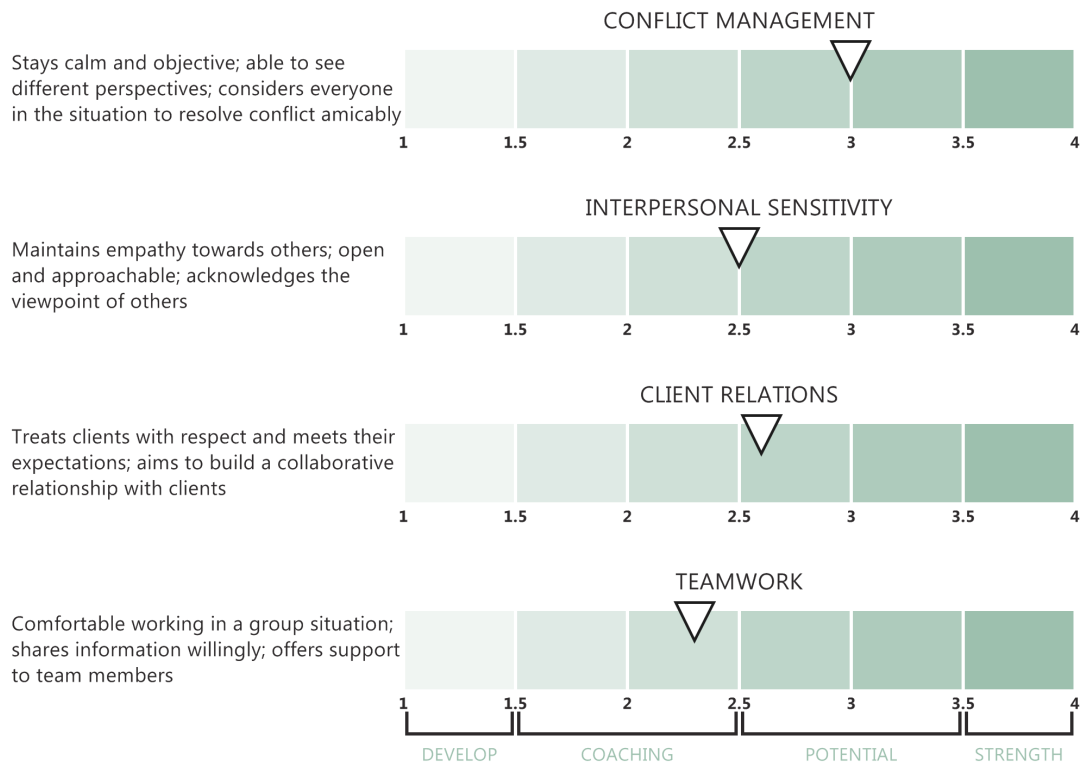 CONFLICT MANAGEMENT
Stays calm and objective; able to see
different perspectives; considers everyone
in the situation to resolve conflict amicably
1 1.5 2 2.5 3 3.5 4
INTERPERSONAL SENSITIVITY
Maintains empathy towards others; open
and approachable; acknowledges the
viewpoint of others
1 1.5 2 2.5 3 3.5 4
CLIENT RELATIONS
Treats clients with respect and meets their
expectations; aims to build a collaborative
relationship with clients
1 1.5 2 2.5 3 3.5 4
TEAMWORK
Comfortable working in a group situation;
shares information willingly; offers support
to team members
1 1.5 2 2.5 3 3.5 4
DEVELOP COACHING POTENTIAL STRENGTH